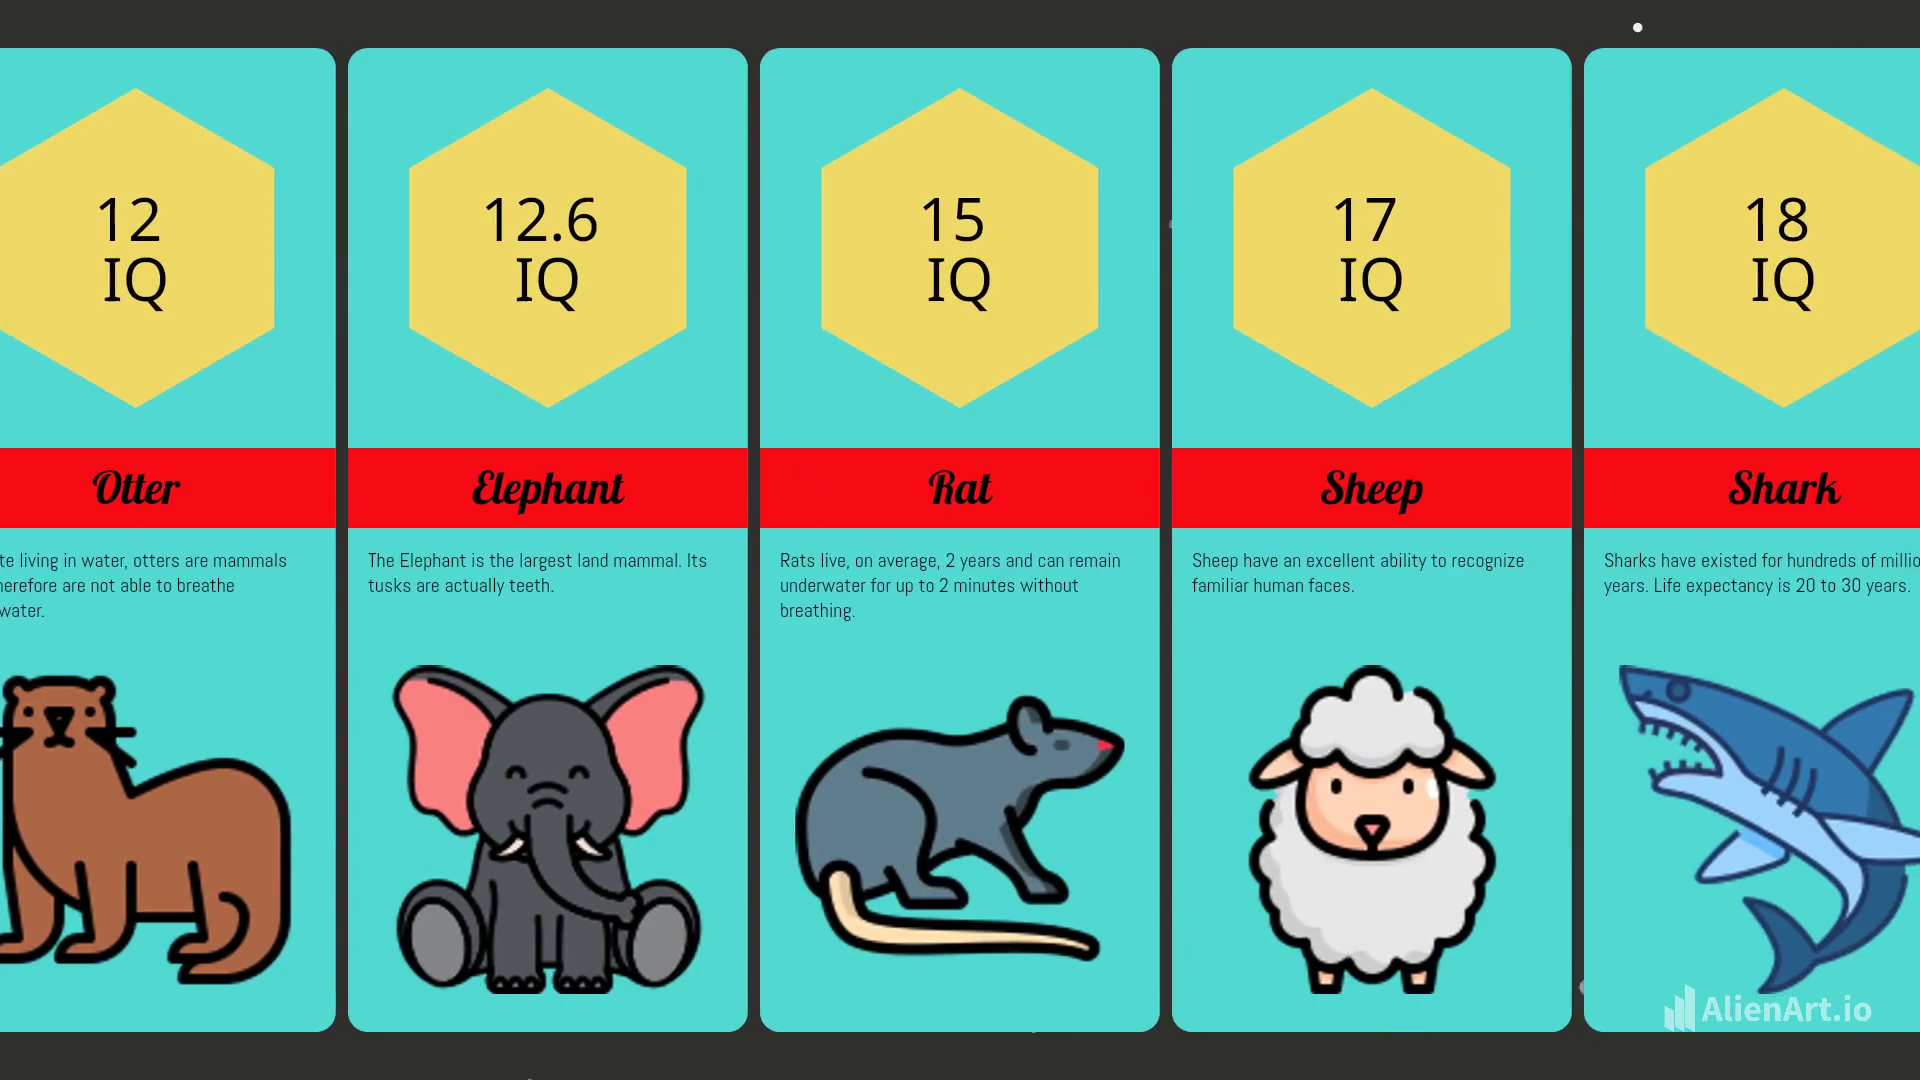 12
IQ
Otter
living in water, otters are mammals
are not able to breathe
water.
12.6
IQ
Elephant
The Elephant is the largest land mammal. Its
tusks are actually teeth.
15
IQ
Rat
Rats live, on average, 2 years and can remain
underwater for up to 2 minutes without
breathing.
17
IQ
Sheep
Sheep have an excellent ability to recognize
familiar human faces.
18
IQ
Shark
Sharks have existed for hundreds of
years. Life expectancy is 20 to 30 years.
AlienArt.io